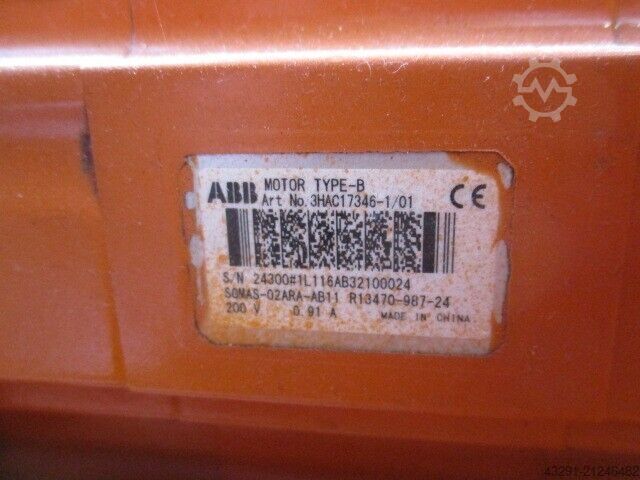 ABB MOTOR TYPE-B
Art No. 3HAC17346-1/01
CE
S/N 24300#1L116AB32100024
SQMAS-02ARA-AB11 R13470-987-24
200 V 0.91 A MADE IN CHINA
43291-21246482